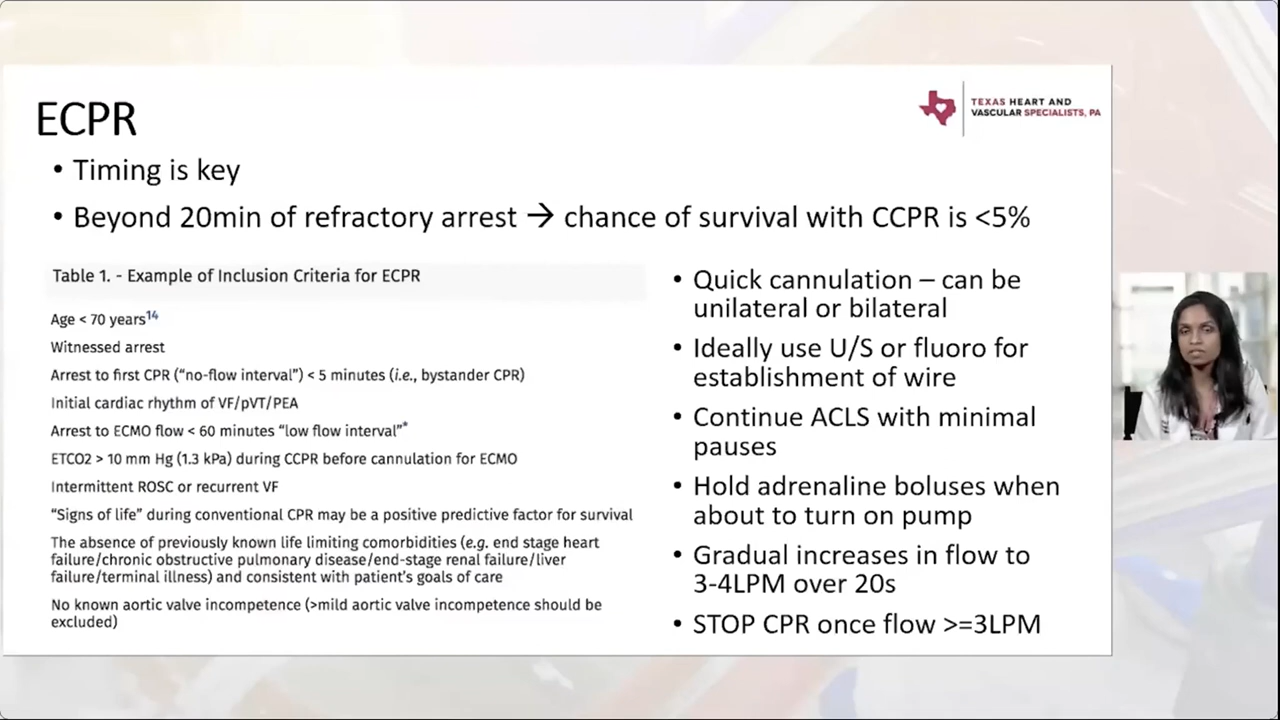 ECPR
TEXAS HEART AND
VASCULAR SPECIALISTS, PA
• Timing is key
• Beyond 20min of refractory arrest → chance of survival with CCPR is <5%
Table 1. - Example of Inclusion Criteria for ECPR
Age < 70 years14
Witnessed arrest
Arrest to first CPR (“no-flow interval”) < 5 minutes (i.e., bystander CPR)
Initial cardiac rhythm of VF/pVT/PEA
Arrest to ECMO flow < 60 minutes “low flow interval”*
ETCO2 > 10 mm Hg (1.3 kPa) during CCPR before cannulation for ECMO
Intermittent ROSC or recurrent VF
“Signs of life” during conventional CPR may be a positive predictive factor for survival
The absence of previously known life limiting comorbidities (e.g. end stage heart
failure/chronic obstructive pulmonary disease/end-stage renal failure/liver
failure/terminal illness) and consistent with patient’s goals of care
No known aortic valve incompetence (>mild aortic valve incompetence should be
excluded)
• Quick cannulation – can be
unilateral or bilateral
• Ideally use U/S or fluoro for
establishment of wire
• Continue ACLS with minimal
pauses
• Hold adrenaline boluses when
about to turn on pump
• Gradual increases in flow to
3-4LPM over 20s
• STOP CPR once flow >=3LPM